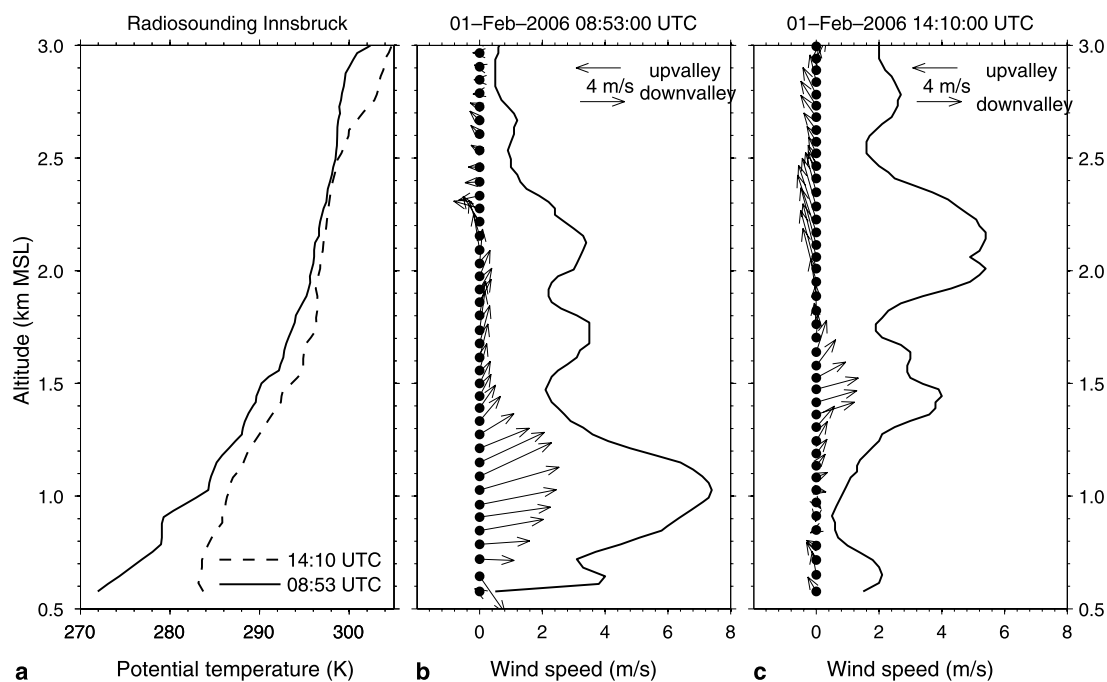 Radiosounding Innsbruck
01–Feb–2006 08:53:00 UTC
01–Feb–2006 14:10:00 UTC
Altitude (km MSL)
3.0
2.5
2.0
1.5
1.0
0.5
270 280 290 300
14:10 UTC
08:53 UTC
a Potential temperature (K)
upvalley
4 m/s
downvalley
0 2 4 6 8
b Wind speed (m/s)
upvalley
4 m/s
downvalley
0 2 4 6 8
c Wind speed (m/s)
3.0
2.5
2.0
1.5
1.0
0.5